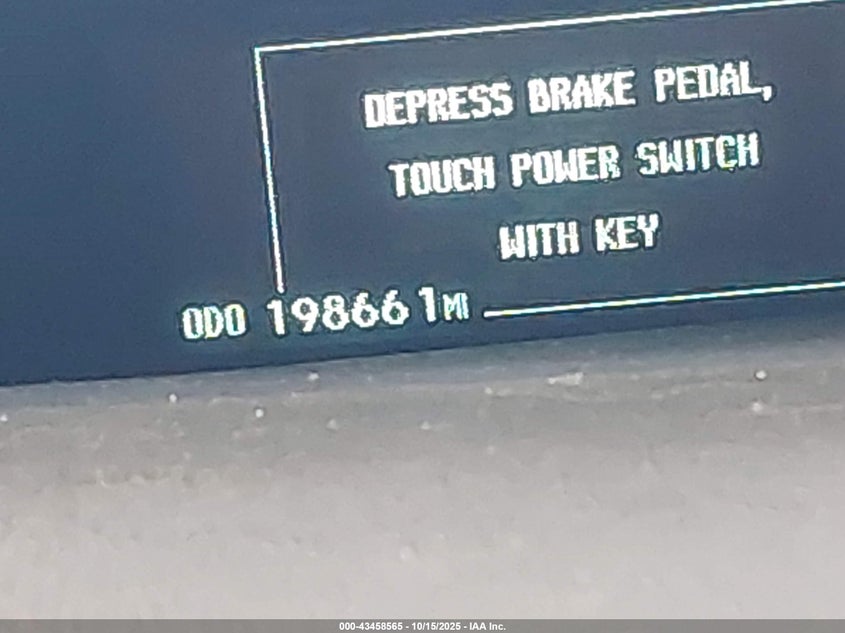 DEPRESS BRAKE PEDAL,
TOUCH POWER SWITCH
WITH KEY
ODO 198661MI
000-43458565 - 10/15/2025 - IAA Inc.